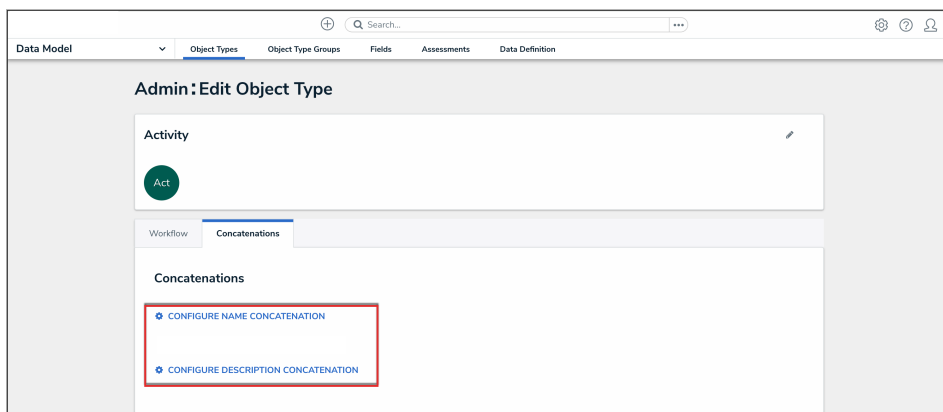 Search...
Data Model Object Types Object Type Groups Fields Assessments Data Definition
Admin:Edit Object Type
Activity
Act
Workflow Concatenations
Concatenations
CONFIGURE NAME CONCATENATION
CONFIGURE DESCRIPTION CONCATENATION